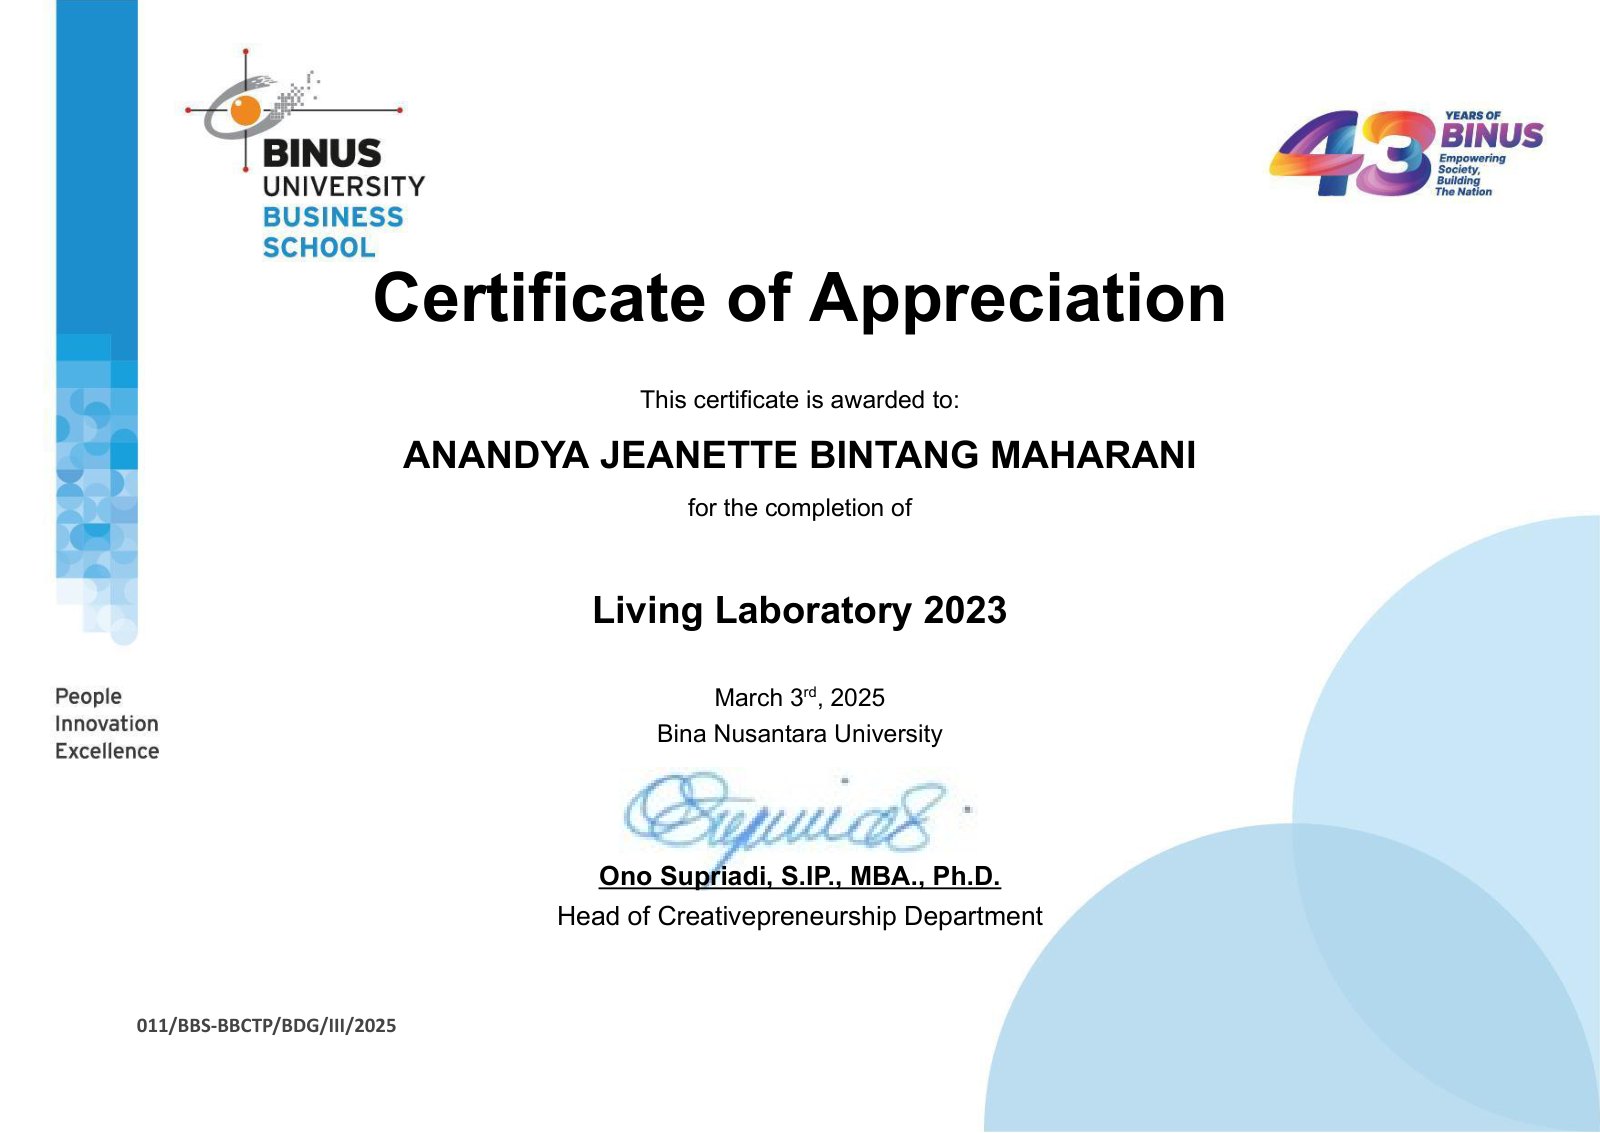 BINUS
UNIVERSITY
BUSINESS
SCHOOL
43
YEARS OF
BINUS
Empowering
Society,
Building
The Nation
Certificate of Appreciation
This certificate is awarded to:
ANANDYA JEANETTE BINTANG MAHARANI
for the completion of
Living Laboratory 2023
March 3rd, 2025
Bina Nusantara University
Ono Supriadi, S.IP., MBA., Ph.D.
Head of Creativepreneurship Department
People
Innovation
Excellence
011/BBS-BBCTP/BDG/III/2025